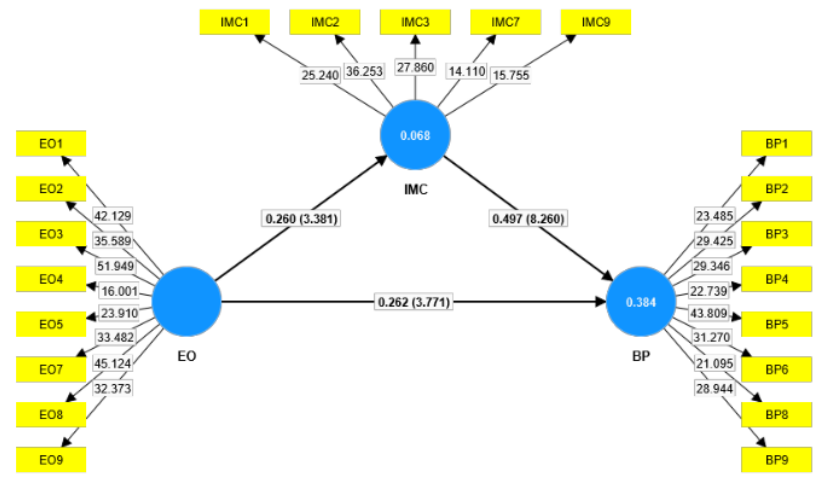 IMC1 IMC2 IMC3 IMC7 IMC9
25.240 36.253 27.860 14.110 15.755
0.068
IMC
EO1
EO2
EO3
EO4
EO5
EO7
EO8
EO9
42.129
35.589
51.949
16.001
23.910
33.482
45.124
32.373
EO
0.260 (3.381)
0.497 (8.260)
0.262 (3.771)
0.384
BP
23.485
29.425
29.346
22.739
43.809
31.270
21.095
28.944
BP1
BP2
BP3
BP4
BP5
BP6
BP8
BP9